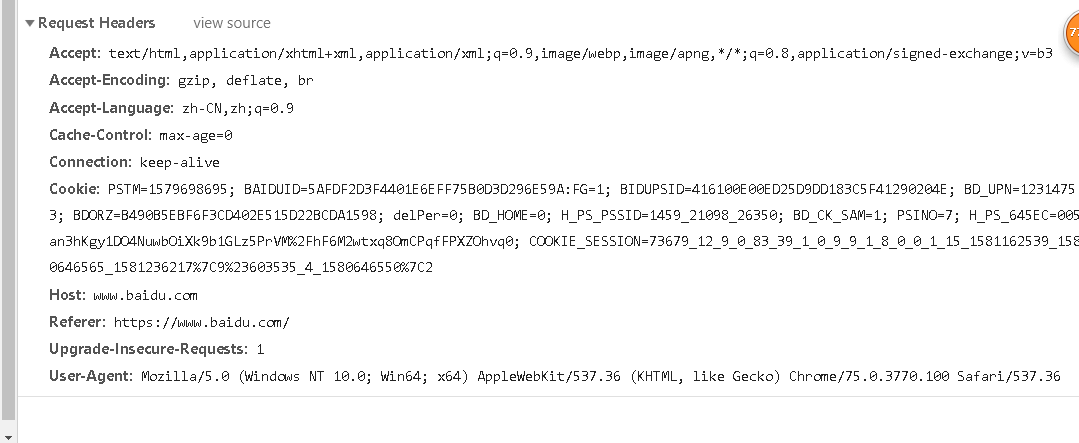 Request Headers view source
Accept: text/html,application/xhtml+xml,application/xml;q=0.9,image/webp,image/apng,*/*;q=0.8,application/signed-exchange;v=b3
Accept-Encoding: gzip, deflate, br
Accept-Language: zh-CN,zh;q=0.9
Cache-Control: max-age=0
Connection: keep-alive
Cookie: PSTM=1579698695; BAIDUID=5AFDF2D3F4401E6EFF75B0D3D296E59A:FG=1; BIDUPSID=416100E00ED25D9DD183C5F41290204E; BD_UPN=1231475
3; BDORZ=B490B5EBF6F3CD402E515D22BCDA1598; delPer=0; BD_HOME=0; H_PS_PSSID=1459_21098_26350; BD_CK_SAM=1; PSINO=7; H_PS_645EC=005
an3hKgy1DO4NuwbOiXk9b1GLz5PrVM%2FhF6M2wtxq8OmCPqfFPXZOhvq0; COOKIE_SESSION=73679_12_9_0_83_39_1_0_9_9_1_8_0_0_1_15_1581162539_158
0646565_1581236217%7C9%23603535_4_1580646550%7C2
Host: www.baidu.com
Referer: https://www.baidu.com/
Upgrade-Insecure-Requests: 1
User-Agent: Mozilla/5.0 (Windows NT 10.0; Win64; x64) AppleWebKit/537.36 (KHTML, like Gecko) Chrome/75.0.3770.100 Safari/537.36